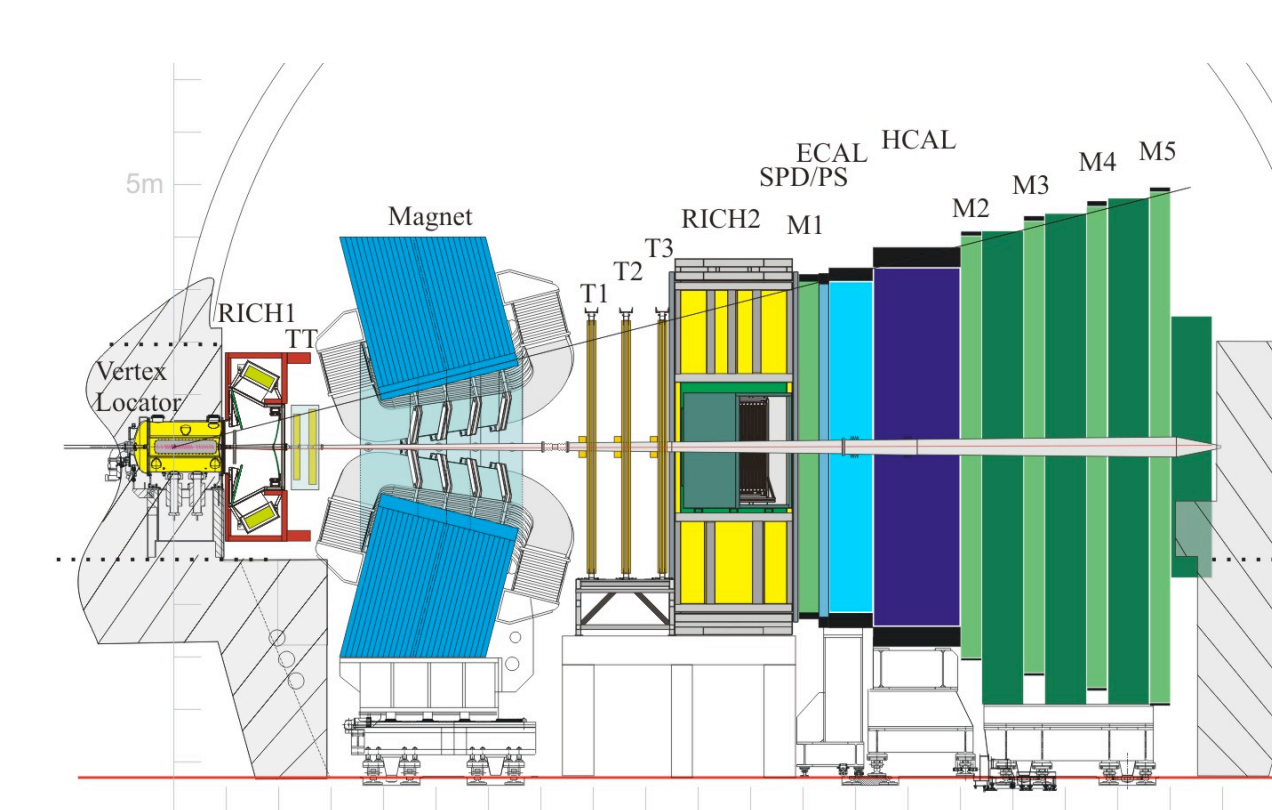 5m
Vertex
Locator
RICH1
TT
Magnet
T1
T2
T3
RICH2
M1
SPD/PS
ECAL
HCAL
M2
M3
M4
M5